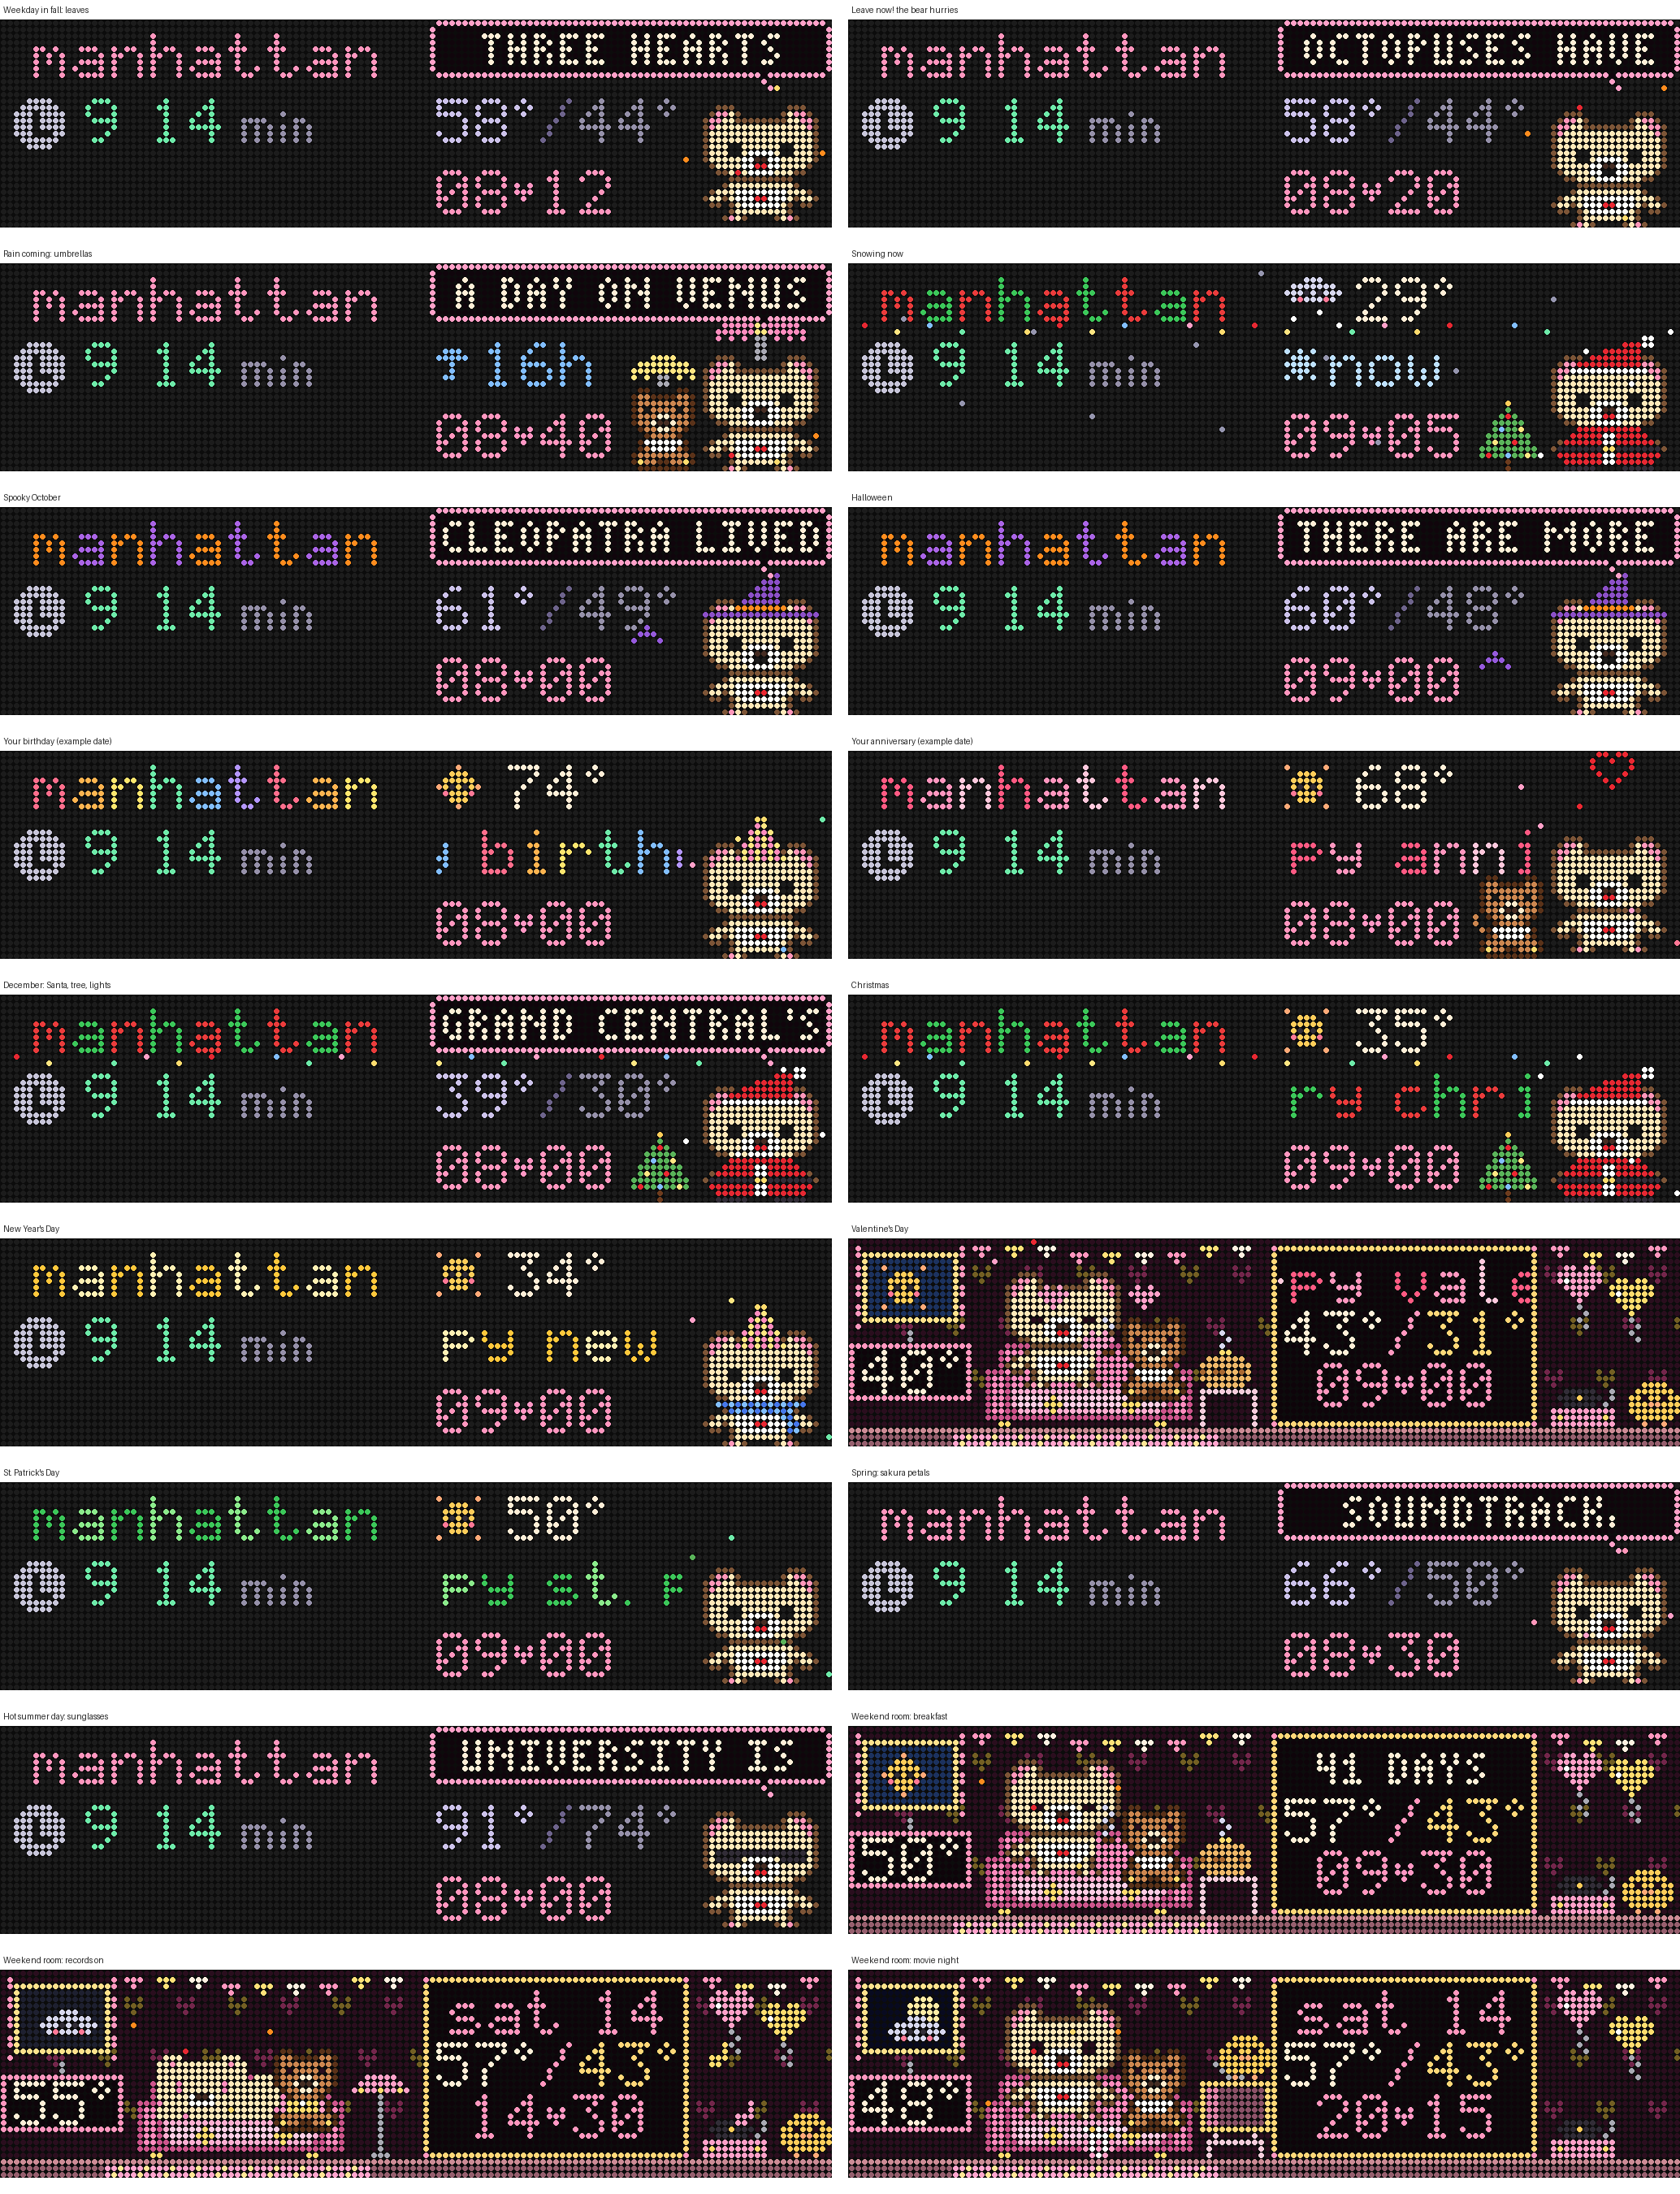 Weekday in fall: leaves
manhattan
THREE HEARTS
9 14 min
58°/44°
08 12
Leave now! the bear hurries
manhattan
OCTOPUSES HAVE
9 14 min
58°/44°
08 20
Rain coming: umbrellas
manhattan
A DAY ON VENUS
9 14 min
16h
08 40
Snowing now
manhattan
29°
9 14 min
*now
09 05
Spooky October
manhattan
CLEOPATRA LIVED
9 14 min
61°/49°
08 00
Halloween
manhattan
THERE ARE MORE
9 14 min
60°/48°
09 00
Your birthday (example date)
manhattan
74°
9 14 min
birth
08 00
Your anniversary (example date)
manhattan
68°
9 14 min
py anni
08 00
December: Santa, tree, lights
manhattan
GRAND CENTRAL'S
9 14 min
39°/30°
08 00
Christmas
manhattan
35°
9 14 min
ry chri
09 00
New Year's Day
manhattan
34°
9 14 min
py new
09 00
Valentine's Day
py vale
43°/31°
40°
09 00
St. Patrick's Day
manhattan
50°
9 14 min
py st. p
09 00
Spring: sakura petals
manhattan
SOUNDTRACK.
9 14 min
66°/50°
08 30
Hot summer day: sunglasses
manhattan
UNIVERSITY IS
9 14 min
91°/74°
08 00
Weekend room: breakfast
41 DAYS
57°/43°
50°
09 30
Weekend room: records on
sat 14
57°/43°
55°
14 30
Weekend room: movie night
sat 14
57°/43°
48°
20 15